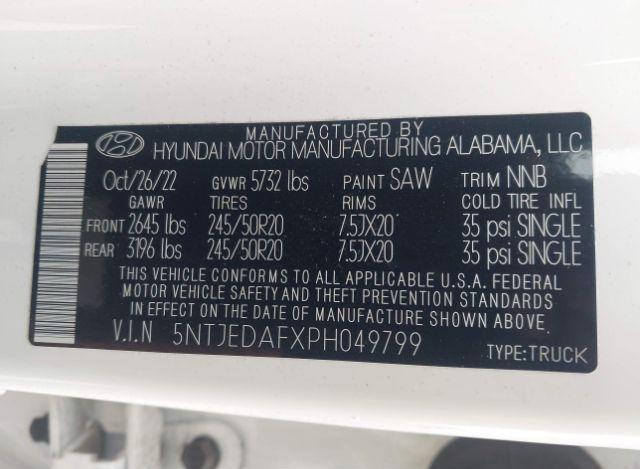 MANUFACTURED BY
HYUNDAI MOTOR MANUFACTURING ALABAMA, LLC
Oct/26/22 GVWR 5732 lbs PAINT SAW TRIM NNB
GAWR TIRES RIMS COLD TIRE INFL
FRONT 2645 lbs 245/50R20 7.5JX20 35 psi SINGLE
REAR 3196 lbs 245/50R20 7.5JX20 35 psi SINGLE
THIS VEHICLE CONFORMS TO ALL APPLICABLE U.S.A. FEDERAL
MOTOR VEHICLE SAFETY AND THEFT PREVENTION STANDARDS
IN EFFECT ON THE DATE OF MANUFACTURE SHOWN ABOVE.
V.I.N 5NTJEDAFXPH049799
TYPE:TRUCK